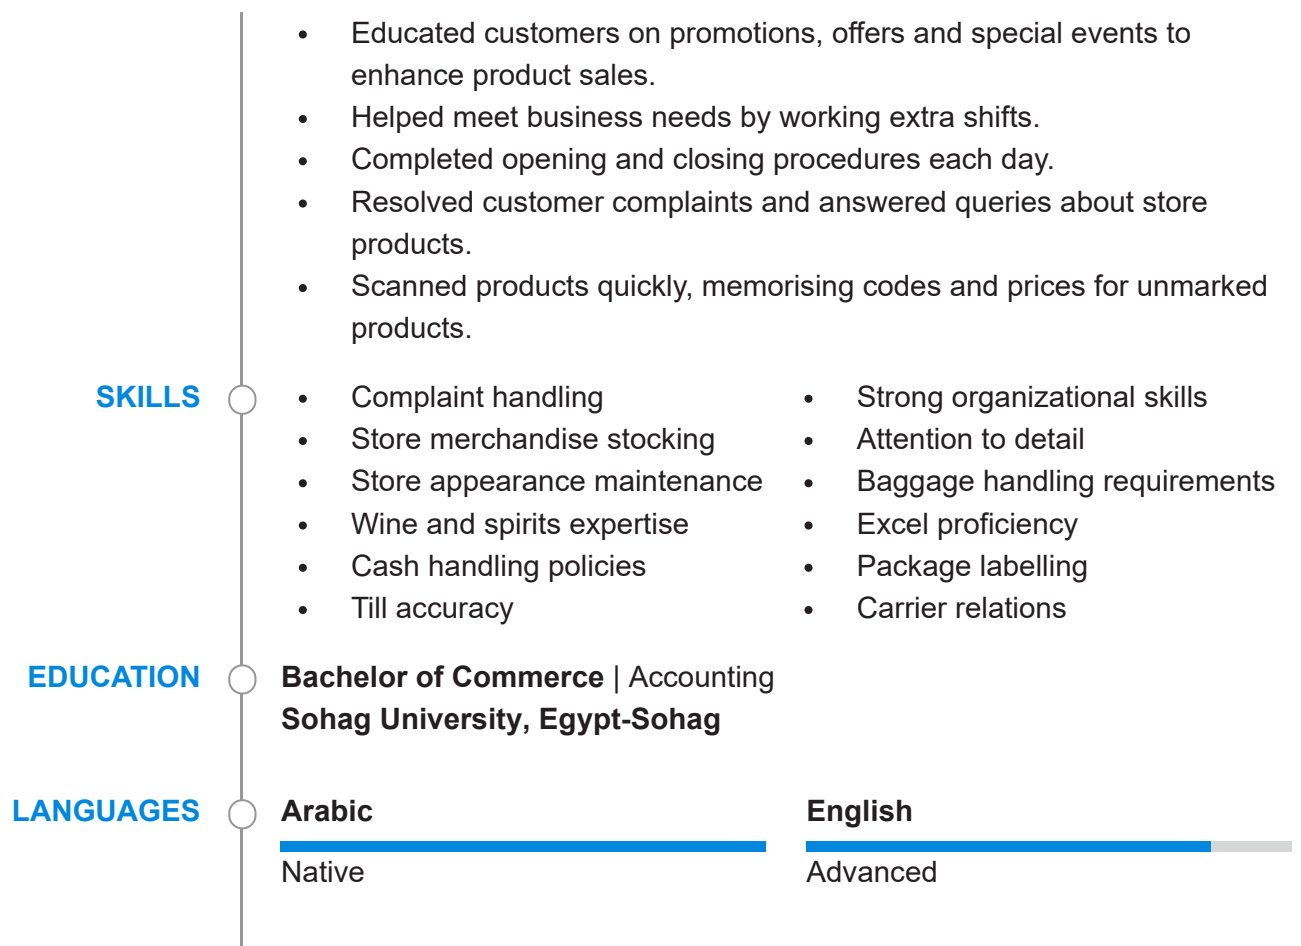 • Educated customers on promotions, offers and special events to
enhance product sales.
• Helped meet business needs by working extra shifts.
• Completed opening and closing procedures each day.
• Resolved customer complaints and answered queries about store
products.
• Scanned products quickly, memorising codes and prices for unmarked
products.
SKILLS
• Complaint handling
• Store merchandise stocking
• Store appearance maintenance
• Wine and spirits expertise
• Cash handling policies
• Till accuracy
• Strong organizational skills
• Attention to detail
• Baggage handling requirements
• Excel proficiency
• Package labelling
• Carrier relations
EDUCATION
Bachelor of Commerce | Accounting
Sohag University, Egypt-Sohag
LANGUAGES
Arabic
Native
English
Advanced